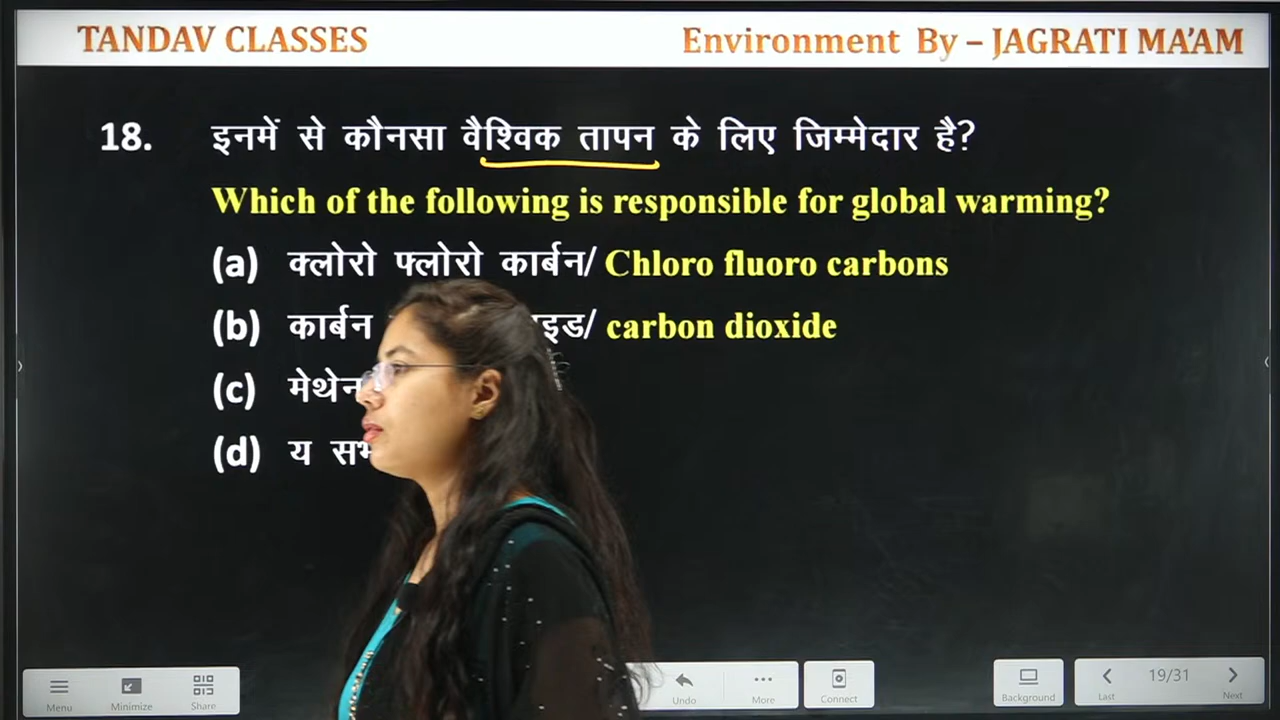 TANDAV CLASSES
Environment By – JAGRATI MA'AM
18. इनमें से कौनसा वैश्विक तापन के लिए जिम्मेदार है?
Which of the following is responsible for global warming?
(a) क्लोरो फ्लोरो कार्बन/ Chloro fluoro carbons
(b) कार्बन carbon dioxide
(c) मेथेन
(d) य
Menu
Minimize
Share
Undo
More
Connect
Background
Last
19/31
Next